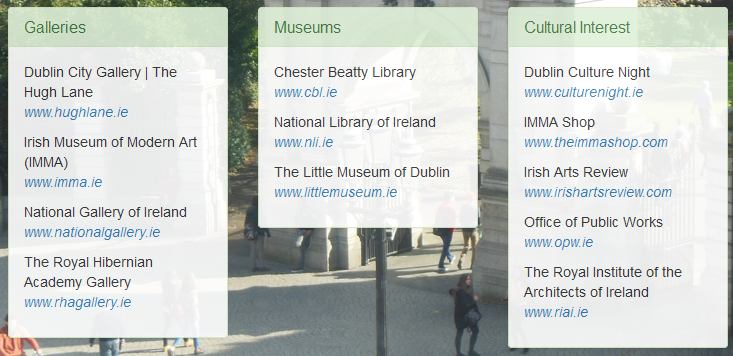 Galleries
Dublin City Gallery | The
Hugh Lane
www.hughlane.ie
Irish Museum of Modern Art
(IMMA)
www.imma.ie
National Gallery of Ireland
www.nationalgallery.ie
The Royal Hibernian
Academy Gallery
www.rhagallery.ie
Museums
Chester Beatty Library
www.cbl.ie
National Library of Ireland
www.nli.ie
The Little Museum of Dublin
www.littlemuseum.ie
Cultural Interest
Dublin Culture Night
www.culturenight.ie
IMMA Shop
www.theimmashop.com
Irish Arts Review
www.irishartsreview.com
Office of Public Works
www.opw.ie
The Royal Institute of the
Architects of Ireland
www.riai.ie